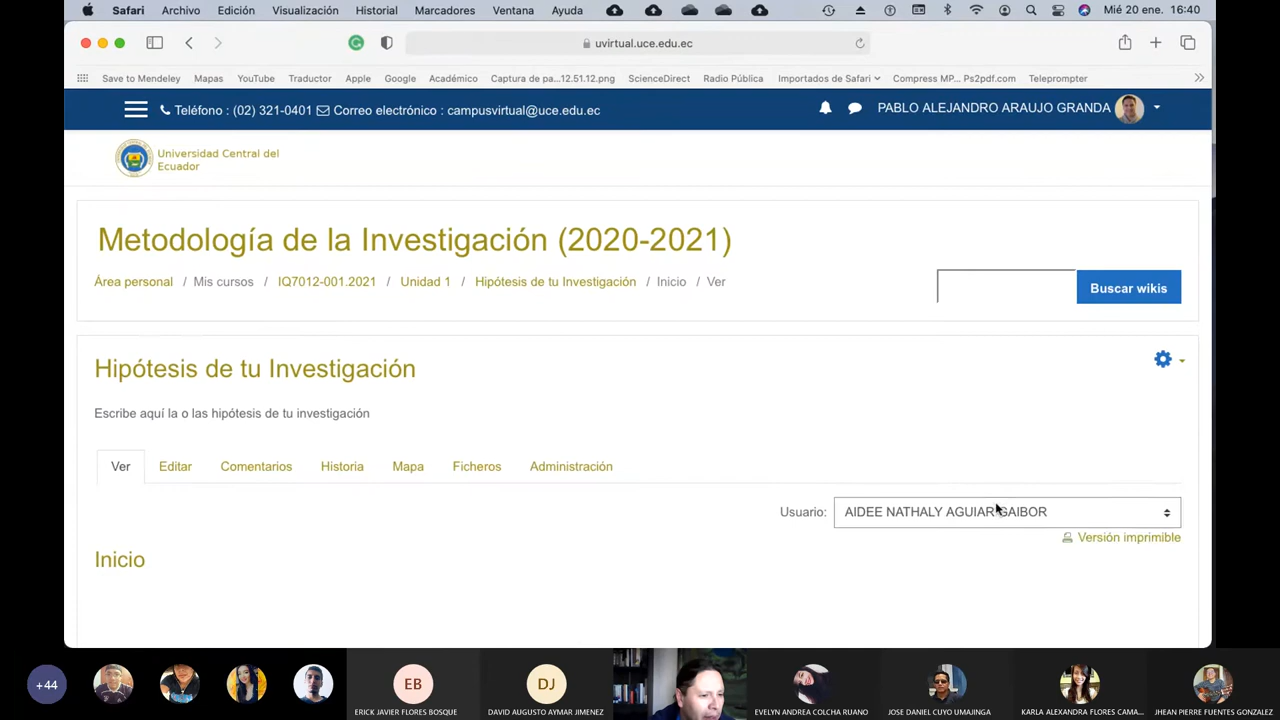 Safari Archivo Edición Visualización Historial Marcadores Ventana Ayuda Mié 20 ene. 16:40
uvirtual.uce.edu.ec
Save to Mendeley Mapas YouTube Traductor Apple Google Académico Captura de pa...12.51.12.png ScienceDirect Radio Pública Importados de Safari Compress MP... Ps2pdf.com Teleprompter
Teléfono : (02) 321-0401 Correo electrónico : campusvirtual@uce.edu.ec PABLO ALEJANDRO ARAUJO GRANDA
Universidad Central del
Ecuador
Metodología de la Investigación (2020-2021)
Área personal / Mis cursos / IQ7012-001.2021 / Unidad 1 / Hipótesis de tu Investigación / Inicio / Ver
Buscar wikis
Hipótesis de tu Investigación
Escribe aquí la o las hipótesis de tu investigación
Ver Editar Comentarios Historia Mapa Ficheros Administración
Usuario: AIDEE NATHALY AGUIAR GAIBOR
Versión imprimible
Inicio
+44 EB DJ
ERICK JAVIER FLORES BOSQUE DAVID AUGUSTO AYMAR JIMENEZ EVELYN ANDREA COLCHA RUANO JOSE DANIEL CUYO UMAJINGA KARLA ALEXANDRA FLORES CAMA... JHEAN PIERRE FUENTES GONZALEZ